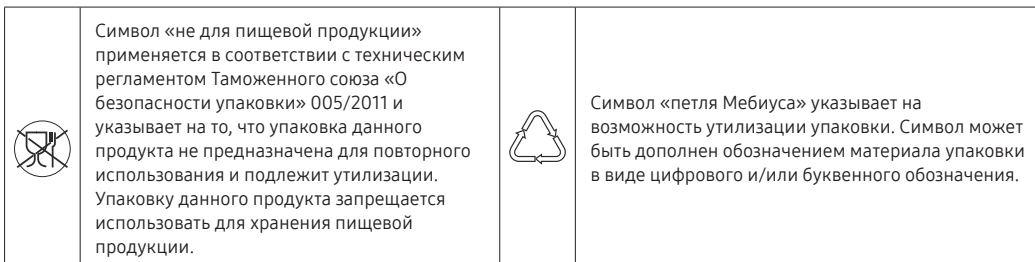 Символ «не для пищевой продукции»
применяется в соответствии с техническим
регламентом Таможенного союза «О
безопасности упаковки» 005/2011 и
указывает на то, что упаковка данного
продукта не предназначена для повторного
использования и подлежит утилизации.
Упаковку данного продукта запрещается
использовать для хранения пищевой
продукции.
Символ «петля Мебиуса» указывает на
возможность утилизации упаковки. Символ может
быть дополнен обозначением материала упаковки
в виде цифрового и/или буквенного обозначения.